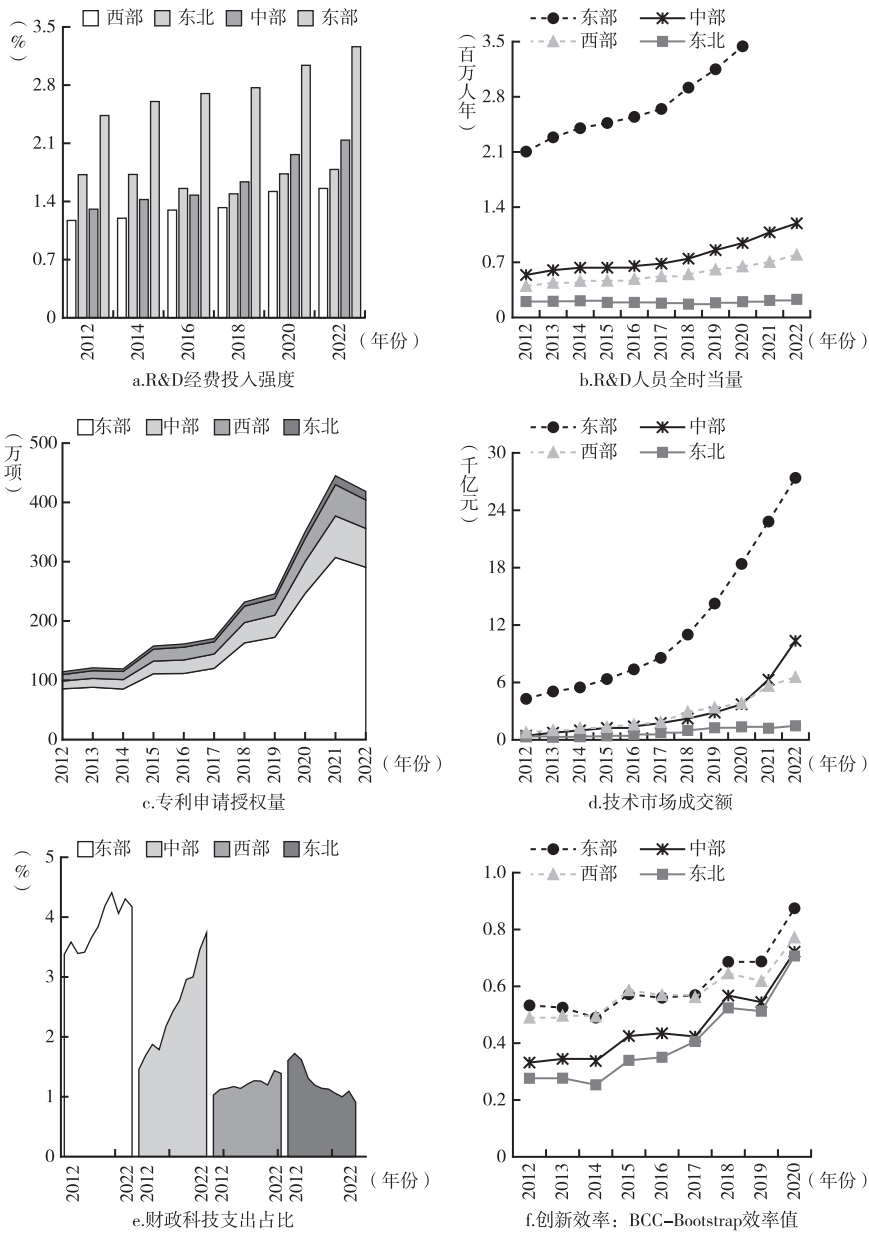 (%)
西部 东北 中部 东部
3.5
2.8
2.1
1.4
0.7
0
2012 2014 2016 2018 2020 2022 (年份)
a.R&D经费投入强度
东部 中部
西部 东北
(百万人年)
3.5
2.8
2.1
1.4
0.7
0
2012 2013 2014 2015 2016 2017 2018 2019 2020 2021 2022 (年份)
b.R&D人员全时当量
东部 中部 西部 东北
(万项)
500
400
300
200
100
0
2012 2013 2014 2015 2016 2017 2018 2019 2020 2021 2022 (年份)
c.专利申请授权量
东部 中部
西部 东北
(千亿元)
30
24
18
12
6
0
2012 2013 2014 2015 2016 2017 2018 2019 2020 2021 2022 (年份)
d.技术市场成交额
东部 中部 西部 东北
(%)
5
4
3
2
1
0
2012 2022 2012 2022 2012 2022 2012 2022 (年份)
e.财政科技支出占比
东部 中部
西部 东北
1.0
0.8
0.6
0.4
0.2
0
2012 2013 2014 2015 2016 2017 2018 2019 2020 (年份)
f.创新效率：BCC-Bootstrap效率值